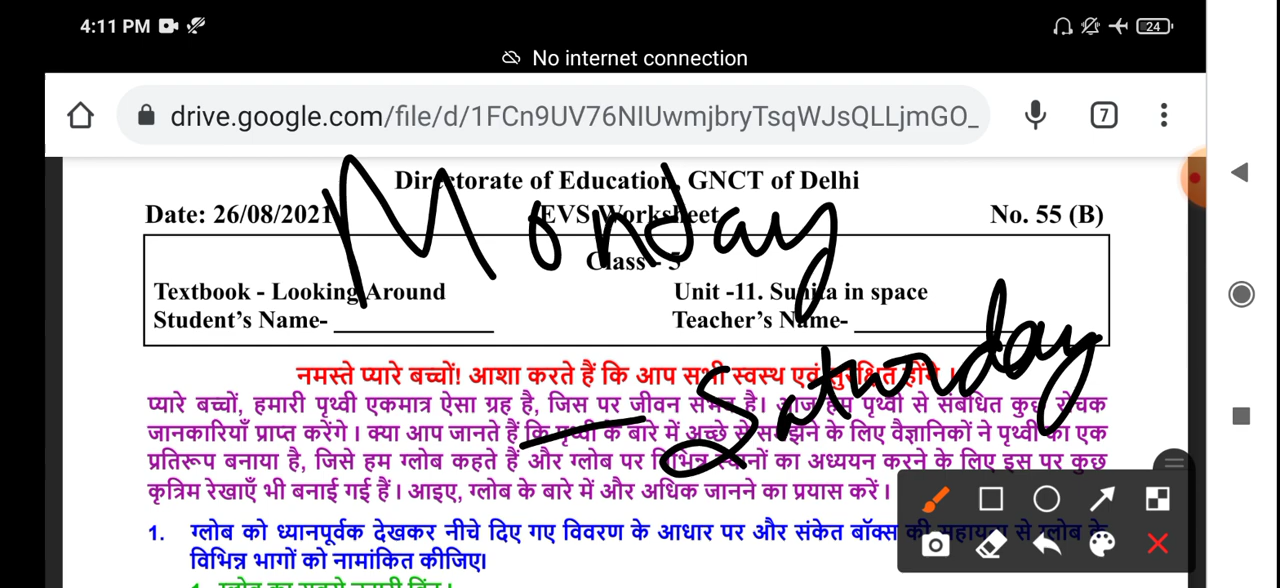 4:11 PM
24
No internet connection
drive.google.com/file/d/1FCn9UV76NIUwmjbryTsqWJsQLLjmGO_
7
Directorate of Education, GNCT of Delhi
Date: 26/08/2021 EVS Worksheet No. 55 (B)
Monday
Class - 5
Textbook - Looking Around Unit -11. Sunita in space
Student's Name- Teacher's Name-
Saturday
नमस्ते प्यारे बच्चों! आशा करते हैं कि आप सभी स्वस्थ एवं सुरक्षित होंगे ।
प्यारे बच्चों, हमारी पृथ्वी एकमात्र ऐसा ग्रह है, जिस पर जीवन संभव है। आज हम पृथ्वी से संबंधित कुछ रोचक
जानकारियाँ प्राप्त करेंगे । क्या आप जानते हैं कि पृथ्वी के बारे में अच्छे से समझने के लिए वैज्ञानिकों ने पृथ्वी का एक
प्रतिरूप बनाया है, जिसे हम ग्लोब कहते हैं और ग्लोब पर विभिन्न स्थानों का अध्ययन करने के लिए इस पर कुछ
कृत्रिम रेखाएँ भी बनाई गई हैं । आइए, ग्लोब के बारे में और अधिक जानने का प्रयास करें ।
1. ग्लोब को ध्यानपूर्वक देखकर नीचे दिए गए विवरण के आधार पर और संकेत बॉक्स की सहायता से ग्लोब के
विभिन्न भागों को नामांकित कीजिए।